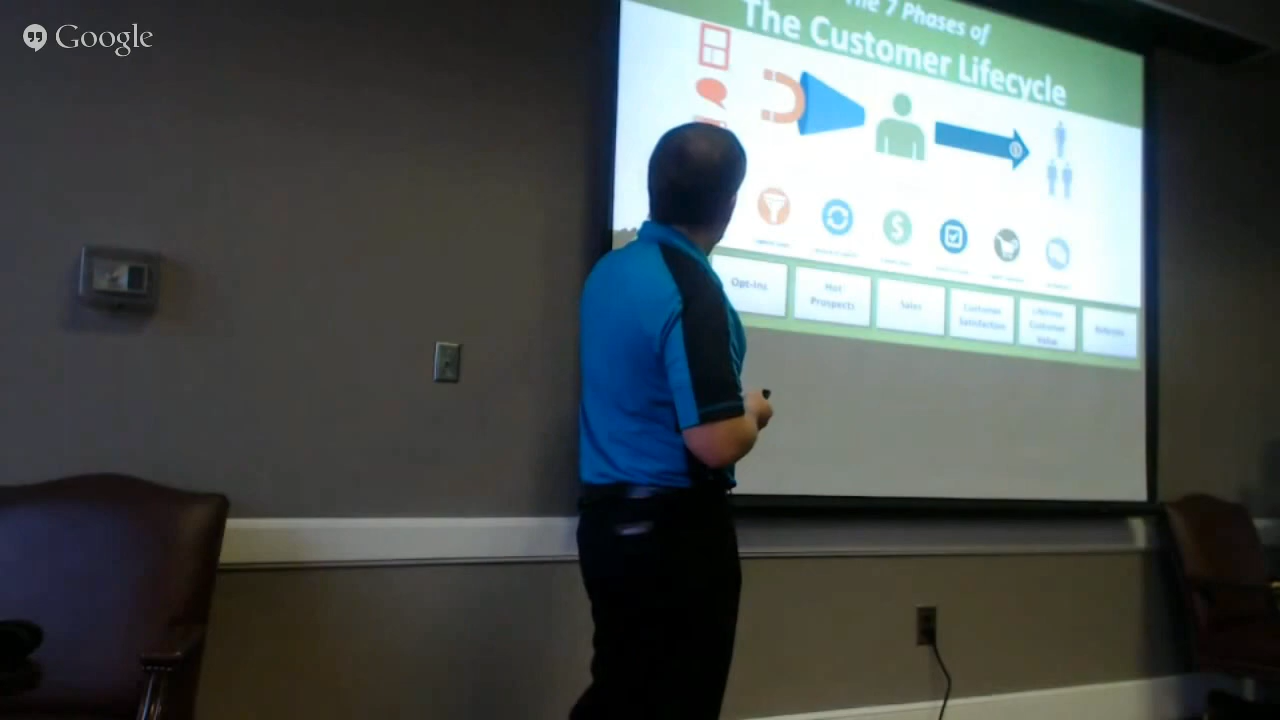 Google
The 7 Phases of
The Customer Lifecycle
Opt-Ins
Hot
Prospects
Sales
Customer
Satisfaction
Lifetime
Customer
Value
Referrals